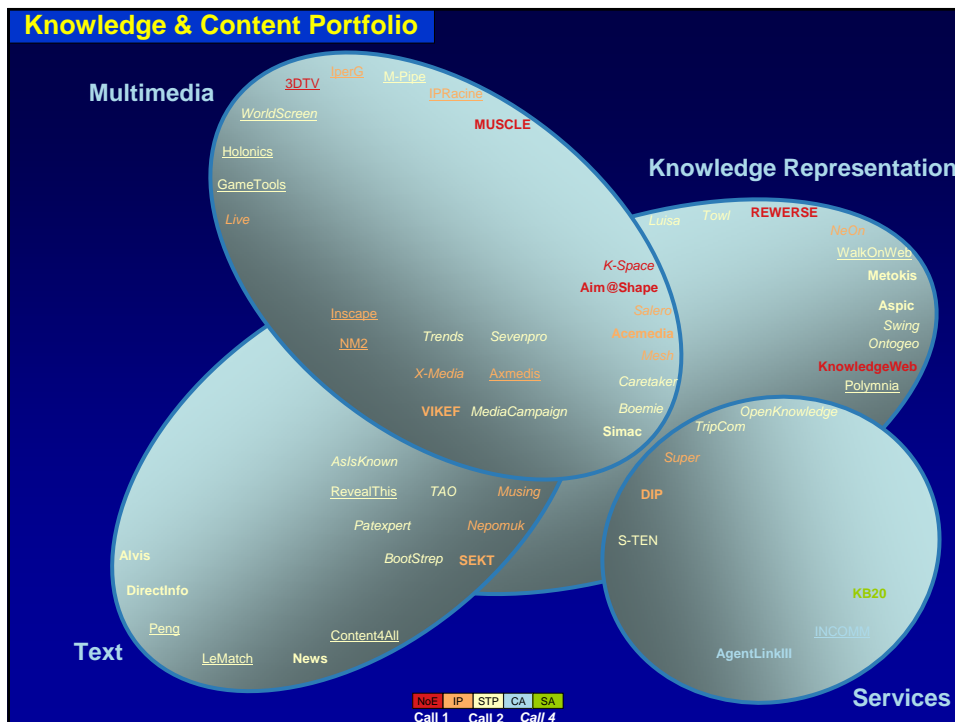 Knowledge & Content Portfolio
Multimedia
3DTV
IperG
M-Pipe
IPRacine
WorldScreen
MUSCLE
Holonics
GameTools
Live
Knowledge Representation
Luisa
Towl
REWERSE
NeOn
WalkOnWeb
Metokis
K-Space
Aim@Shape
Salero
Acemedia
Mesh
Aspic
Swing
Ontogeo
KnowledgeWeb
Polymnia
Inscape
NM2
Trends
Sevenpro
X-Media
Axmedis
Caretaker
VIKEF
MediaCampaign
Boemie
Simac
OpenKnowledge
TripCom
AsIsKnown
Super
RevealThis
TAO
Musing
DIP
Patexpert
Nepomuk
S-TEN
BootStrep
SEKT
Alvis
DirectInfo
KB20
Peng
Content4All
INCOMM
Text
LeMatch
News
AgentLinkIII
Services
NoE IP STP CA SA
Call 1 Call 2 Call 4